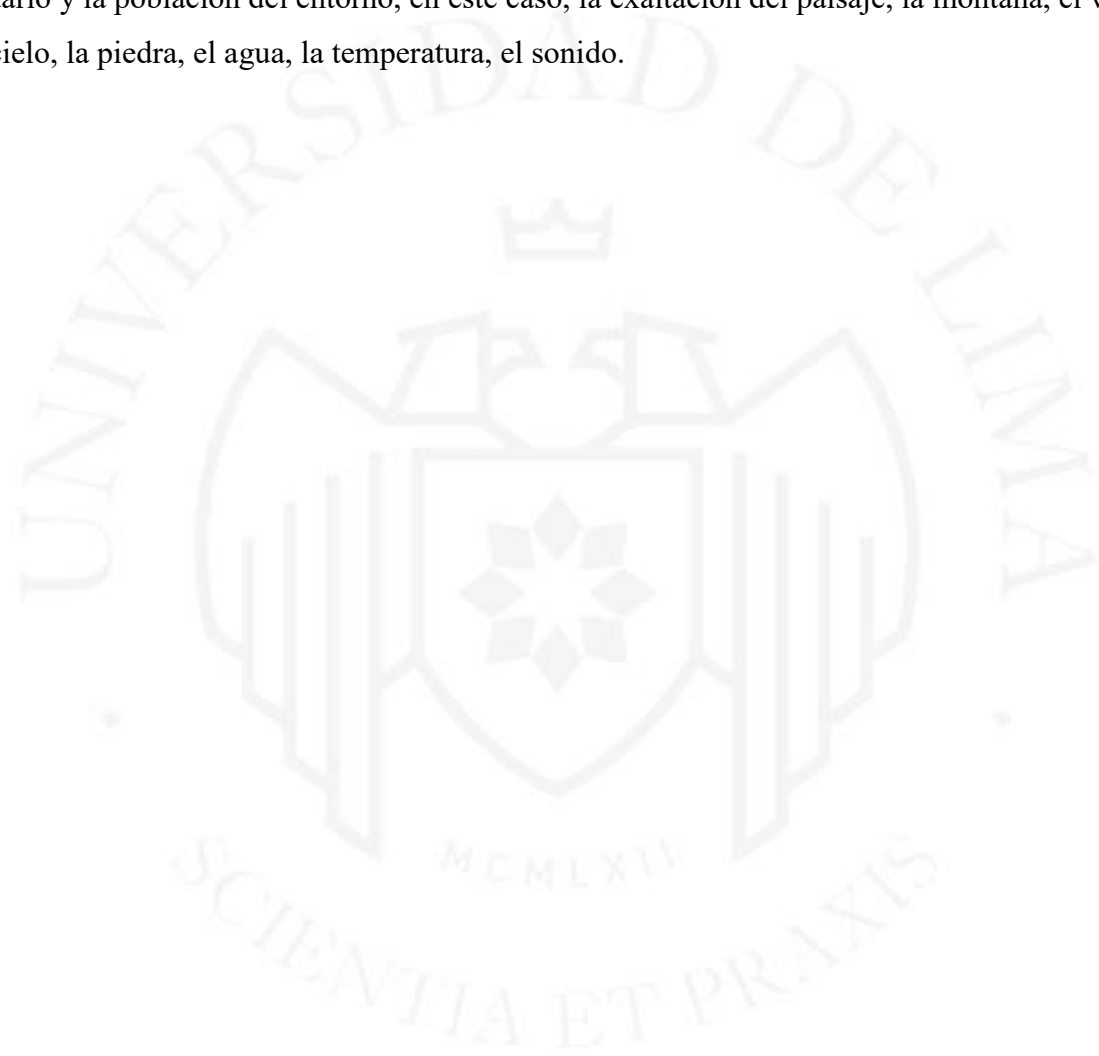 y la población del entorno, en este caso, la exaltación del paisaje, la montaña, el
cielo, la piedra, el agua, la temperatura, el sonido.
UNIVERSIDAD DE LIMA
MCMLXII
SCIENTIA ET PRAXIS